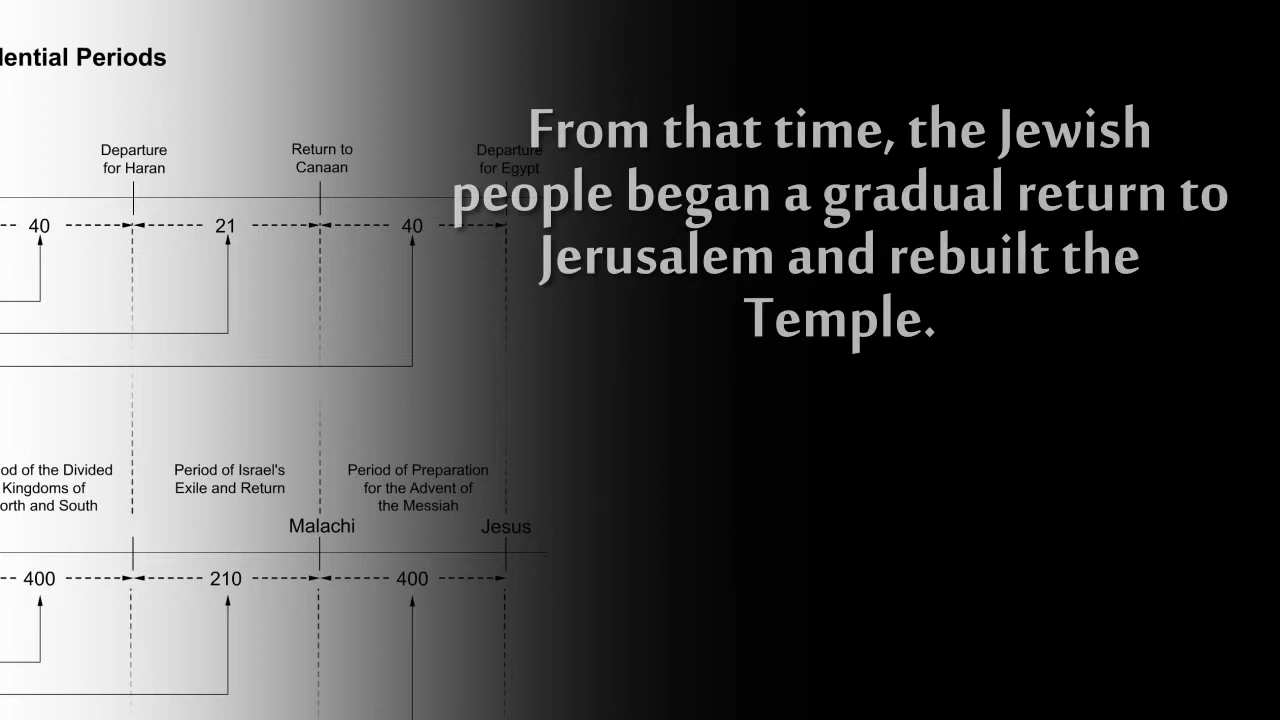 dential Periods
From that time, the Jewish
people began a gradual return to
Jerusalem and rebuilt the
Temple.
Departure
for Haran
Return to
Canaan
Departure
for Egypt
40
21
40
od of the Divided
Kingdoms of
orth and South
Period of Israel's
Exile and Return
Period of Preparation
for the Advent of
the Messiah
Malachi
Jesus
400
210
400